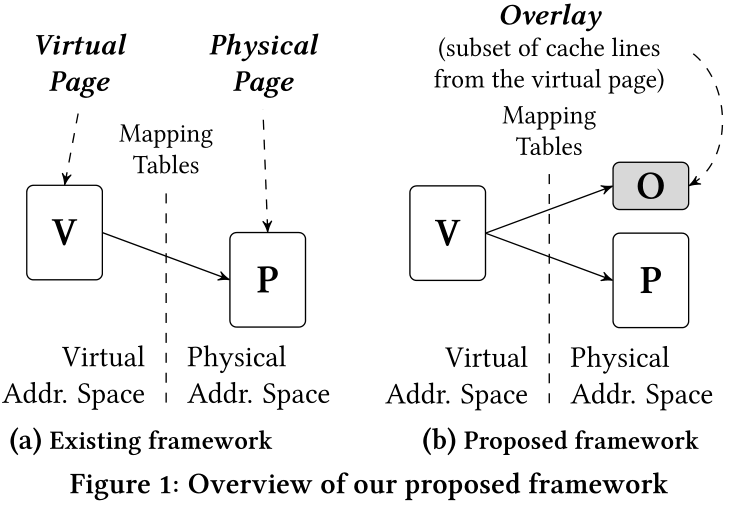 Virtual
Page
Physical
Page
Mapping
Tables
V
P
Virtual
Addr. Space
Physical
Addr. Space
(a) Existing framework
Overlay
(subset of cache lines
from the virtual page)
Mapping
Tables
O
V
P
Virtual
Addr. Space
Physical
Addr. Space
(b) Proposed framework
Figure 1: Overview of our proposed framework